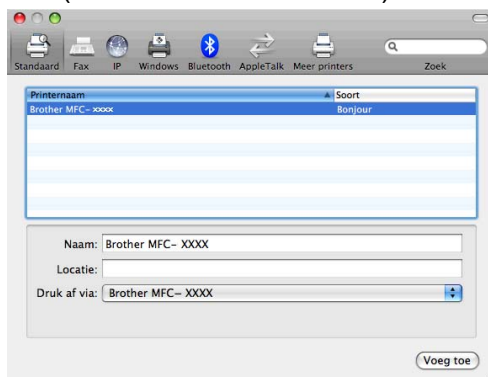 Standaard Fax IP Windows Bluetooth AppleTalk Meer printers Zoek
Printernaam Soort
Brother MFC- xxxx Bonjour
Naam: Brother MFC- XXXX
Locatie:
Druk af via: Brother MFC- XXXX
Voeg toe